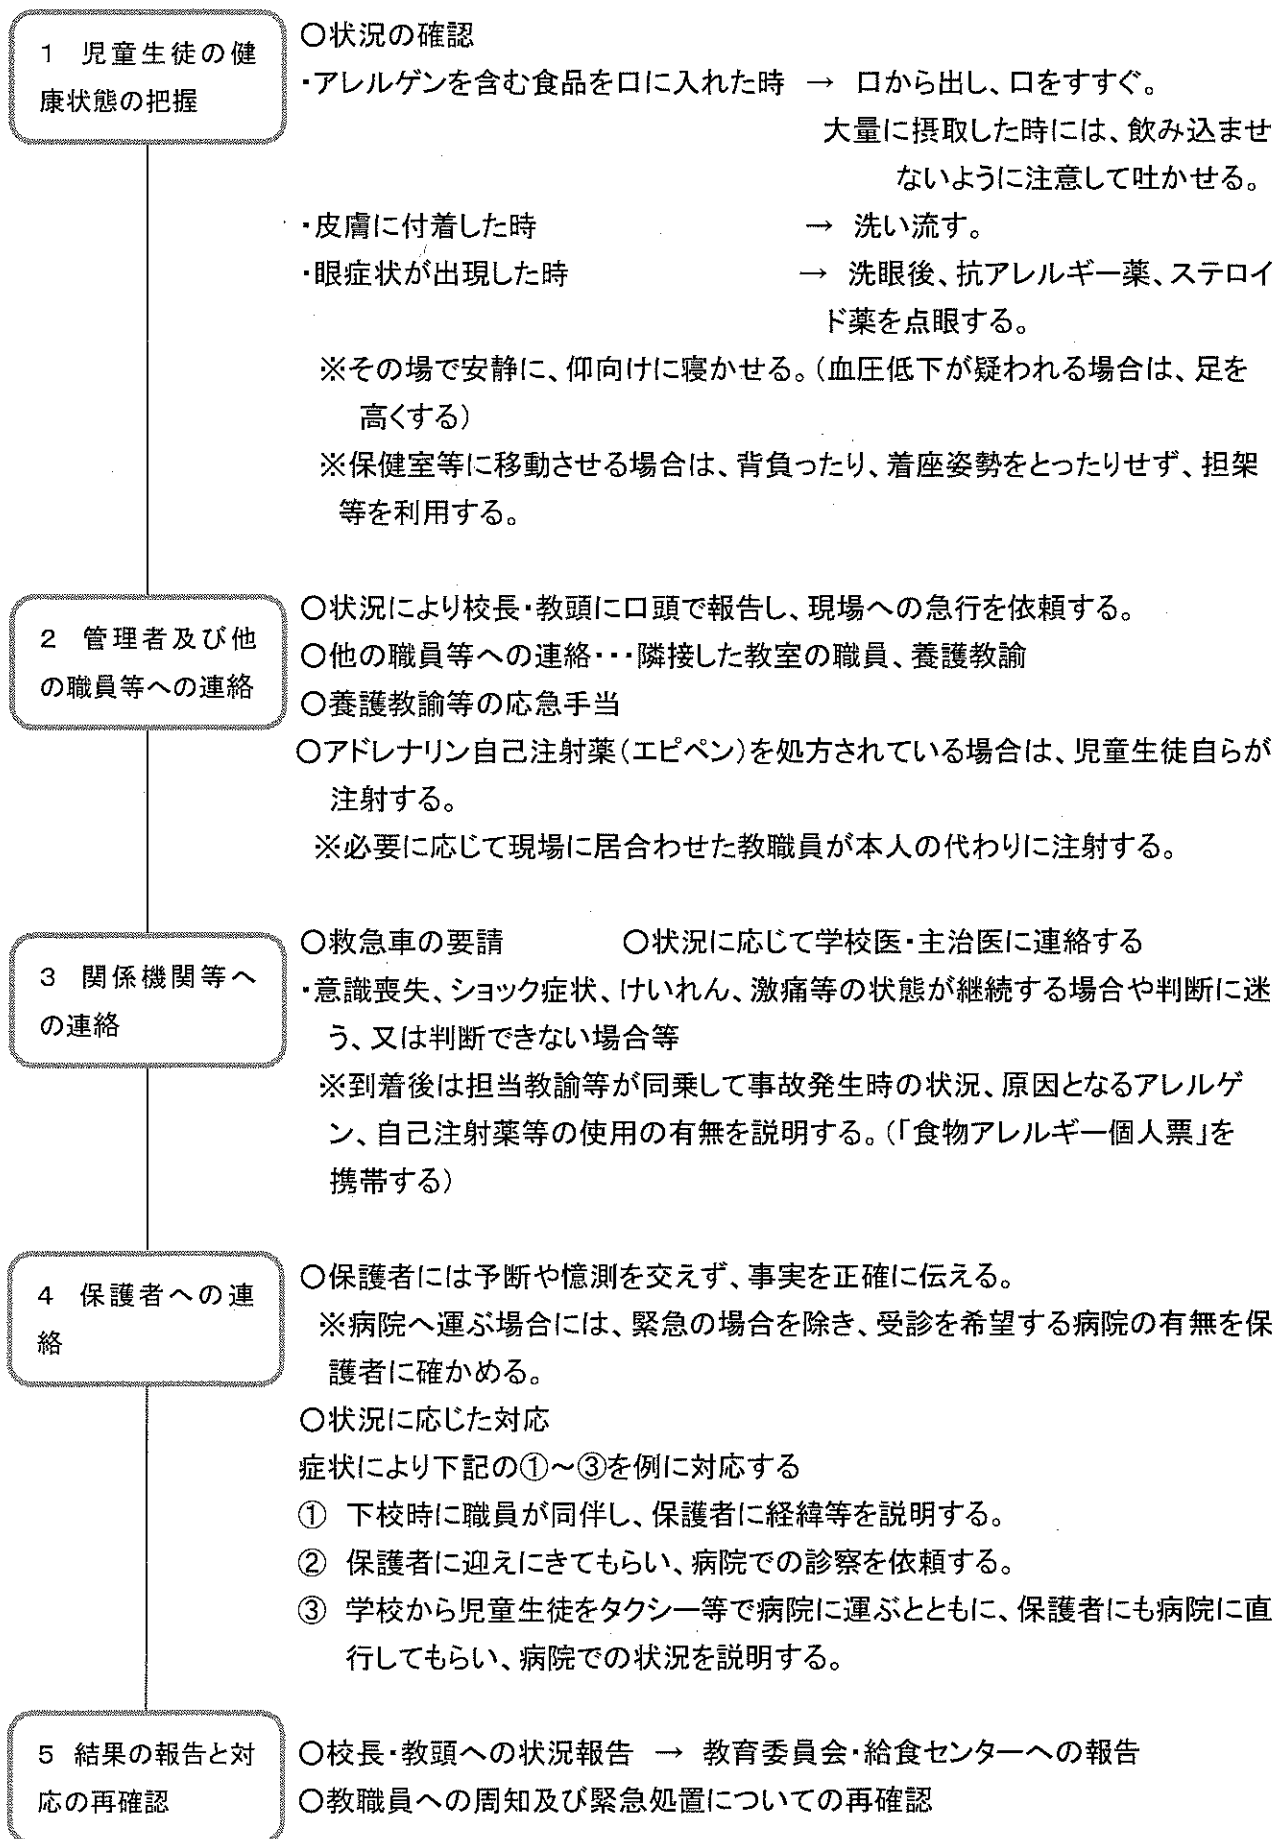 1 児童生徒の健
康状態の把握
〇状況の確認
・アレルゲンを含む食品を口に入れた時 → 口から出し、口をすすぐ。
大量に摂取した時には、飲み込ませ
ないように注意して吐かせる。
・皮膚に付着した時 → 洗い流す。
・眼症状が出現した時 → 洗眼後、抗アレルギー薬、ステロイ
ド薬を点眼する。
※その場で安静に、仰向けに寝かせる。(血圧低下が疑われる場合は、足を
高くする)
※保健室等に移動させる場合は、背負ったり、着座姿勢をとったりせず、担架
等を利用する。
2 管理者及び他
の職員等への連絡
〇状況により校長・教頭に口頭で報告し、現場への急行を依頼する。
〇他の職員等への連絡・・・隣接した教室の職員、養護教諭
〇養護教諭等の応急手当
〇アドレナリン自己注射薬(エピペン)を処方されている場合は、児童生徒自らが
注射する。
※必要に応じて現場に居合わせた教職員が本人の代わりに注射する。
3 関係機関等へ
の連絡
〇救急車の要請 〇状況に応じて学校医・主治医に連絡する
・意識喪失、ショック症状、けいれん、激痛等の状態が継続する場合や判断に迷
う、又は判断できない場合等
※到着後は担当教諭等が同乗して事故発生時の状況、原因となるアレルゲ
ン、自己注射薬等の使用の有無を説明する。(「食物アレルギー個人票」を
携帯する)
4 保護者への連
絡
〇保護者には予断や憶測を交えず、事実を正確に伝える。
※病院へ運ぶ場合には、緊急の場合を除き、受診を希望する病院の有無を保
護者に確かめる。
〇状況に応じた対応
症状により下記の①~③を例に対応する
① 下校時に職員が同伴し、保護者に経緯等を説明する。
② 保護者に迎えにきてもらい、病院での診察を依頼する。
③ 学校から児童生徒をタクシー等で病院に運ぶとともに、保護者にも病院に直
行してもらい、病院での状況を説明する。
5 結果の報告と対
応の再確認
〇校長・教頭への状況報告 → 教育委員会・給食センターへの報告
〇教職員への周知及び緊急処置についての再確認